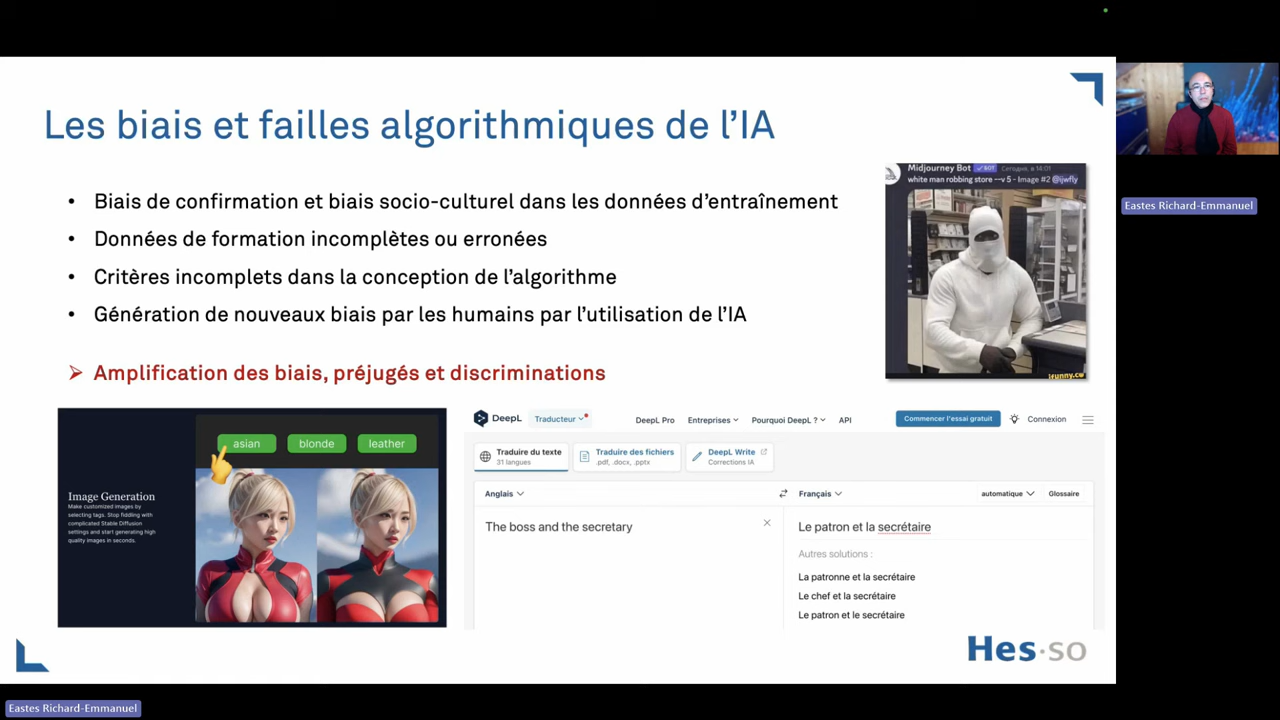 Les biais et failles algorithmiques de l'IA
• Biais de confirmation et biais socio-culturel dans les données d'entraînement
• Données de formation incomplètes ou erronées
• Critères incomplets dans la conception de l'algorithme
• Génération de nouveaux biais par les humains par l'utilisation de l'IA
➢ Amplification des biais, préjugés et discriminations
Midjourney Bot ✓БОТ Сегодня, в 14:01
white man robbing store --v 5 - Image #2 @ijwfly
ifunny.co
Eastes Richard-Emmanuel
asian blonde leather
Image Generation
Make customized images by
selecting tags. Stop fiddling with
complicated Stable Diffusion
settings and start generating high
quality images in seconds.
DeepL Traducteur DeepL Pro Entreprises Pourquoi DeepL ? API Commencer l'essai gratuit Connexion
Traduire du texte
31 langues
Traduire des fichiers
.pdf, .docx, .pptx
DeepL Write
Corrections IA
Anglais Français automatique Glossaire
The boss and the secretary
Le patron et la secrétaire
Autres solutions :
La patronne et la secrétaire
Le chef et la secrétaire
Le patron et le secrétaire
Hes·so
Eastes Richard-Emmanuel